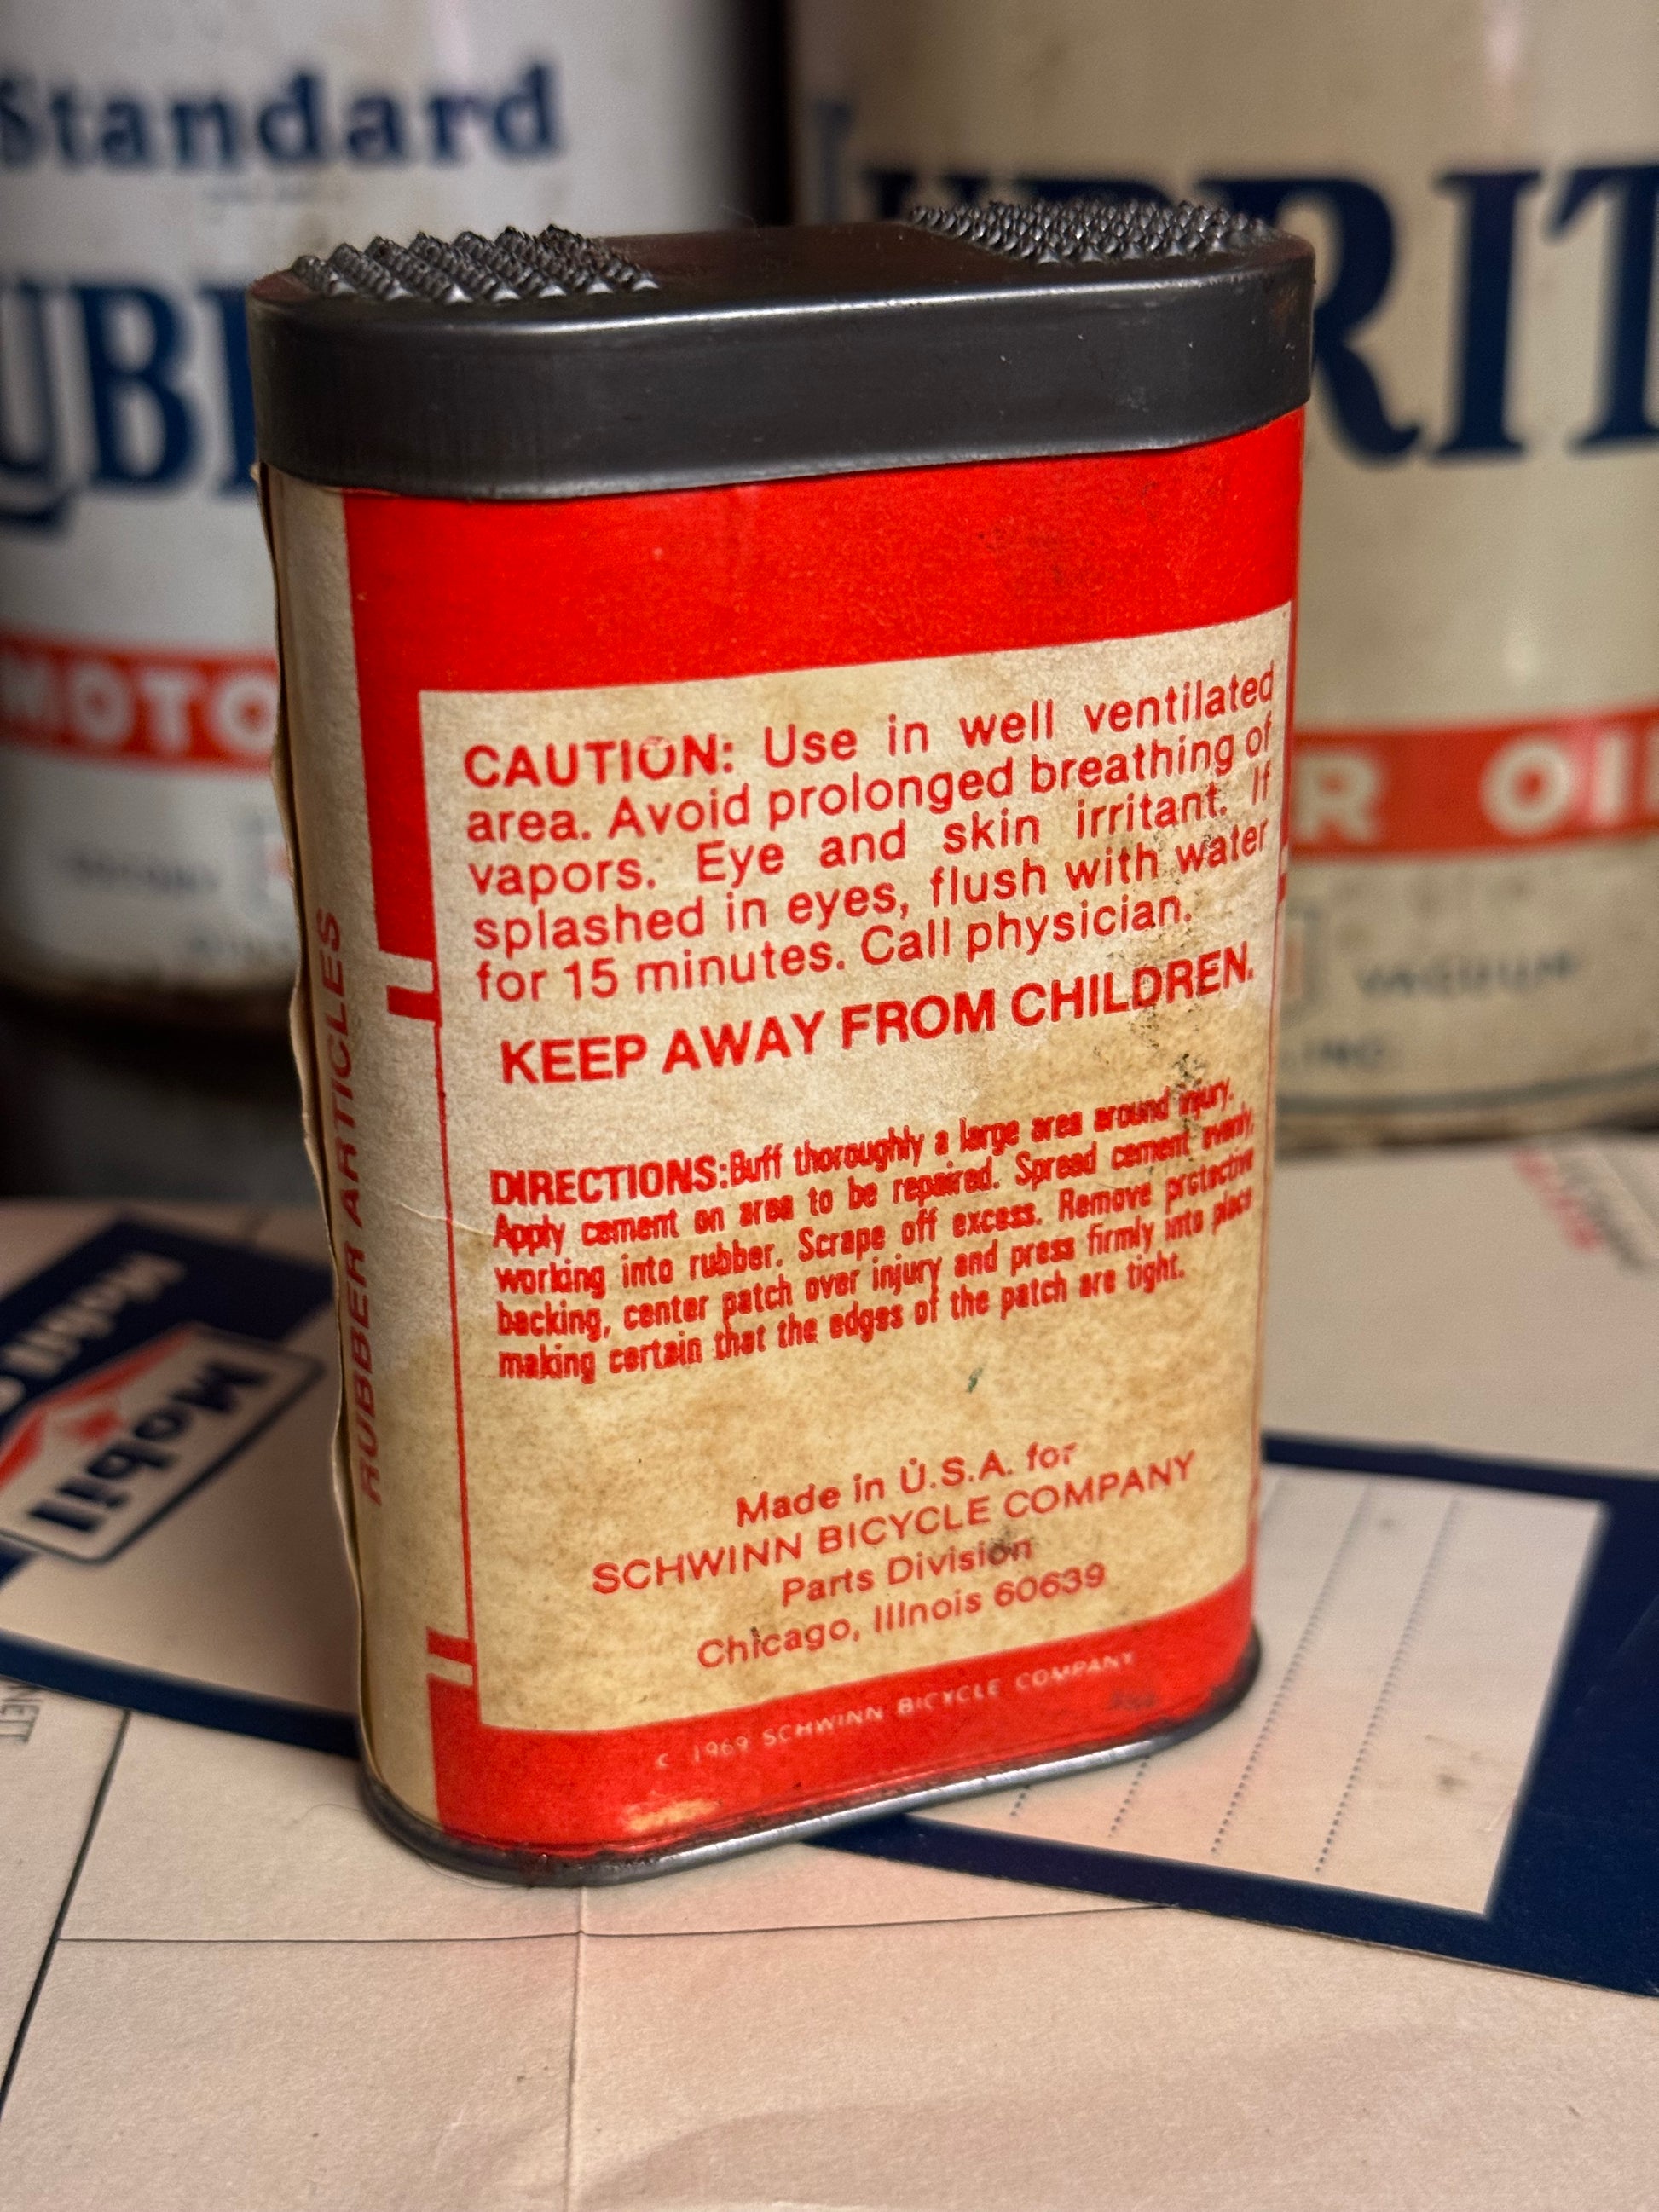 Standard
MOTO
R OIL
VACUUM
INC.
CAUTION: Use in well ventilated
area. Avoid prolonged breathing of
vapors. Eye and skin irritant. If
splashed in eyes, flush with water
for 15 minutes. Call physician.
KEEP AWAY FROM CHILDREN.
DIRECTIONS:Buff thoroughly a large area around injury.
Apply cement on area to be repaired. Spread cement evenly,
working into rubber. Scrape off excess. Remove protective
backing, center patch over injury and press firmly into place
making certain that the edges of the patch are tight.
Made in U.S.A. for
SCHWINN BICYCLE COMPANY
Parts Division
Chicago, Illnois 60639
c 1969 SCHWINN BICYCLE COMPANY
RUBBER ARTICLES
Mobil
Mobil